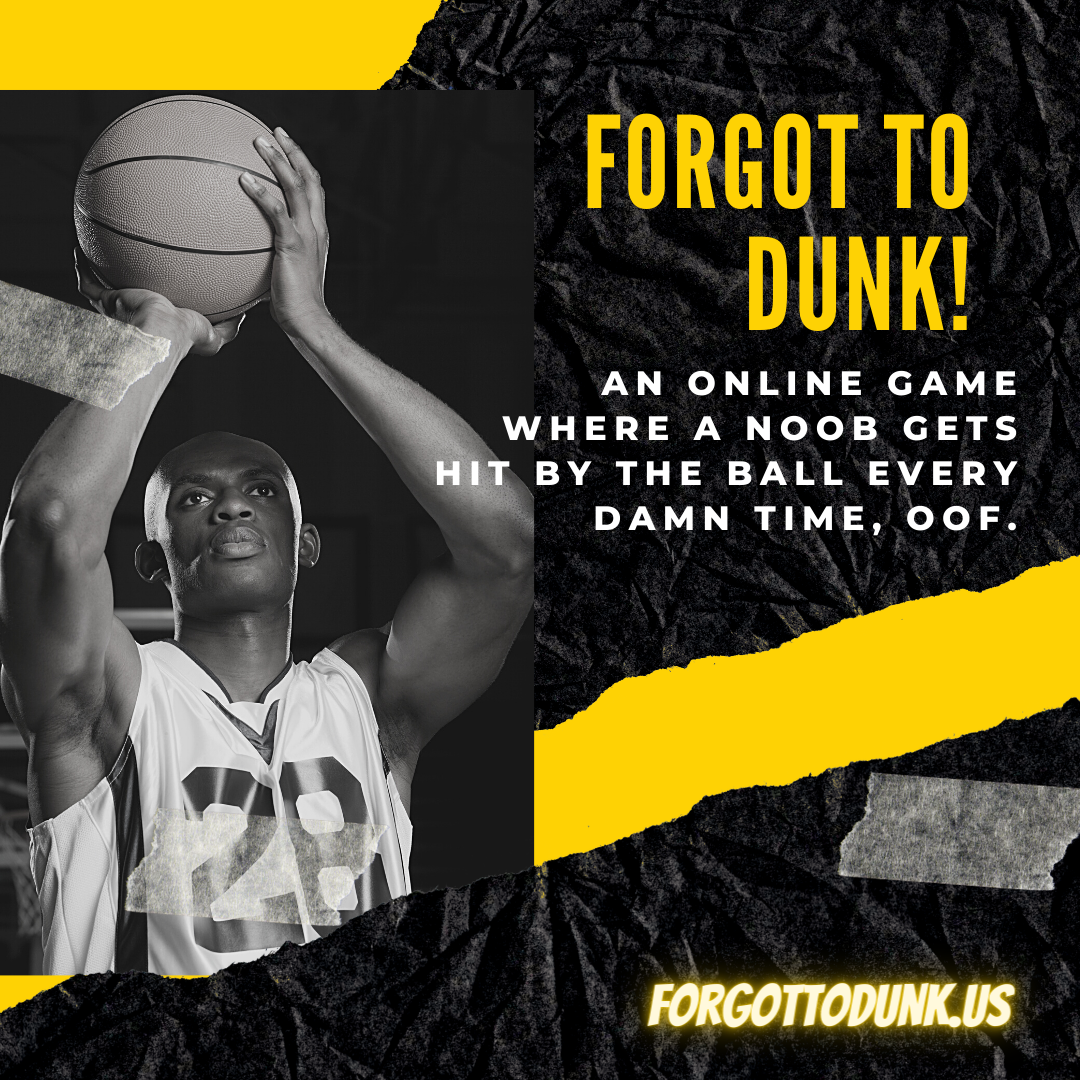 FORGOT TO
DUNK!
AN ONLINE GAME
WHERE A NOOB GETS
HIT BY THE BALL EVERY
DAMN TIME, OOF.
28
FORGOTTODUNK.US